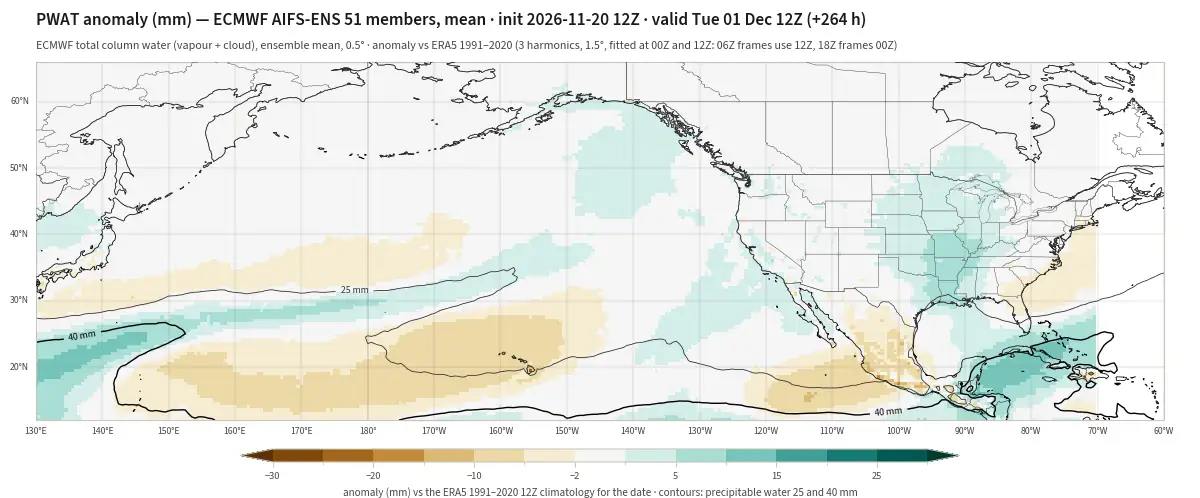 PWAT anomaly (mm) — ECMWF AIFS-ENS 51 members, mean · init 2026-11-20 12Z · valid Tue 01 Dec 12Z (+264 h)
ECMWF total column water (vapour + cloud), ensemble mean, 0.5° · anomaly vs ERA5 1991–2020 (3 harmonics, 1.5°, fitted at 00Z and 12Z: 06Z frames use 12Z, 18Z frames 00Z)
60°N
50°N
40°N
30°N
20°N
25 mm
40 mm
40 mm
130°E 140°E 150°E 160°E 170°E 180° 170°W 160°W 150°W 140°W 130°W 120°W 110°W 100°W 90°W 80°W 70°W 60°W
−30 −20 −10 −2 5 15 25
anomaly (mm) vs the ERA5 1991–2020 12Z climatology for the date · contours: precipitable water 25 and 40 mm